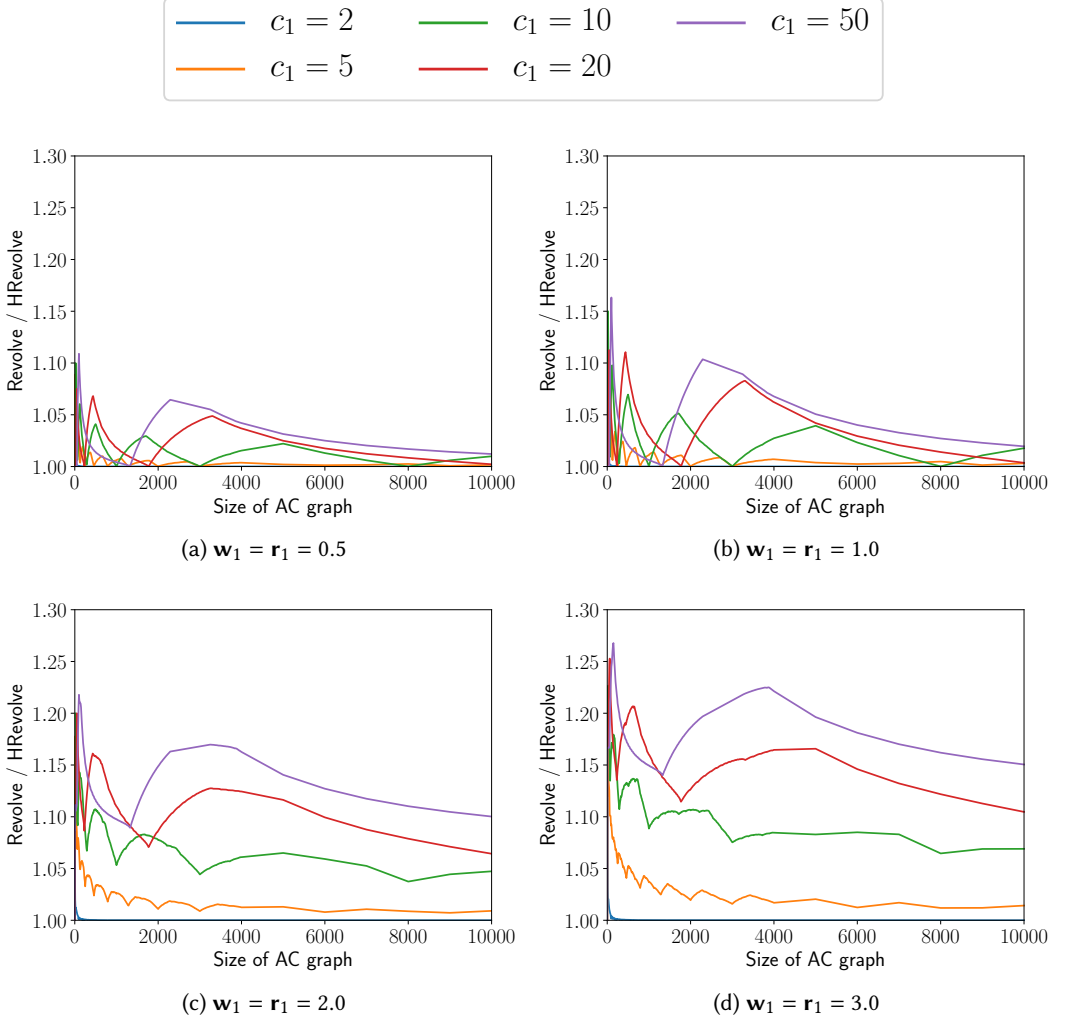 c₁ = 2 c₁ = 10 c₁ = 50
c₁ = 5 c₁ = 20
1.30
1.25
1.20
1.15
1.10
1.05
1.00
Revolve / HRevolve
0 2000 4000 6000 8000 10000
Size of AC graph
(a) w₁ = r₁ = 0.5
1.30
1.25
1.20
1.15
1.10
1.05
1.00
Revolve / HRevolve
0 2000 4000 6000 8000 10000
Size of AC graph
(b) w₁ = r₁ = 1.0
1.30
1.25
1.20
1.15
1.10
1.05
1.00
Revolve / HRevolve
0 2000 4000 6000 8000 10000
Size of AC graph
(c) w₁ = r₁ = 2.0
1.30
1.25
1.20
1.15
1.10
1.05
1.00
Revolve / HRevolve
0 2000 4000 6000 8000 10000
Size of AC graph
(d) w₁ = r₁ = 3.0